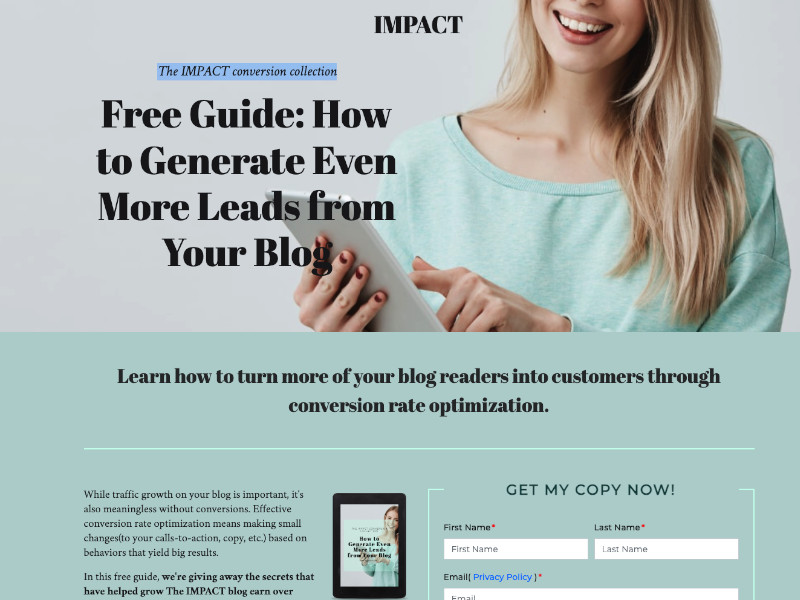 IMPACT
The IMPACT conversion collection
Free Guide: How
to Generate Even
More Leads from
Your Blog
Learn how to turn more of your blog readers into customers through
conversion rate optimization.
While traffic growth on your blog is important, it's
also meaningless without conversions. Effective
conversion rate optimization means making small
changes(to your calls-to-action, copy, etc.) based on
behaviors that yield big results.
In this free guide, we're giving away the secrets that
have helped grow The IMPACT blog earn over
How to
Generate Even
More Leads
from Your Blog
GET MY COPY NOW!
First Name*
Last Name*
First Name
Last Name
Email( Privacy Policy )*
Email